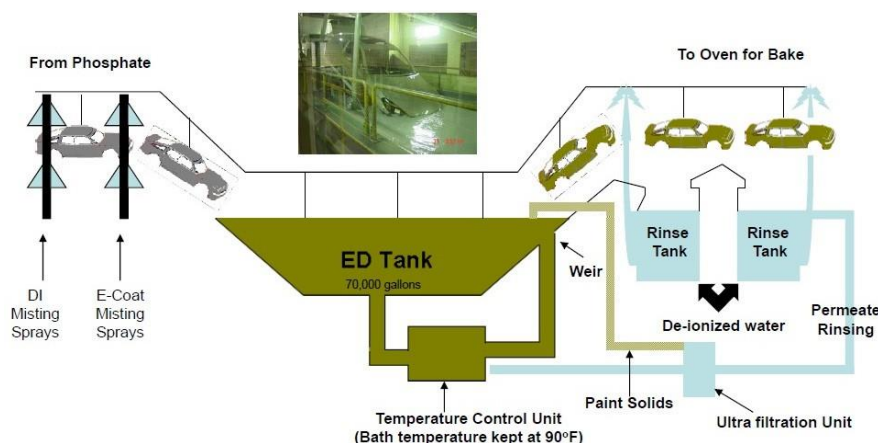 From Phosphate
To Oven for Bake
ED Tank
70,000 gallons
Weir
Rinse
Tank
Rinse
Tank
DI
Misting
Sprays
E-Coat
Misting
Sprays
De-ionized water
Permeate
Rinsing
Paint Solids
Temperature Control Unit
(Bath temperature kept at 90°F)
Ultra filtration Unit